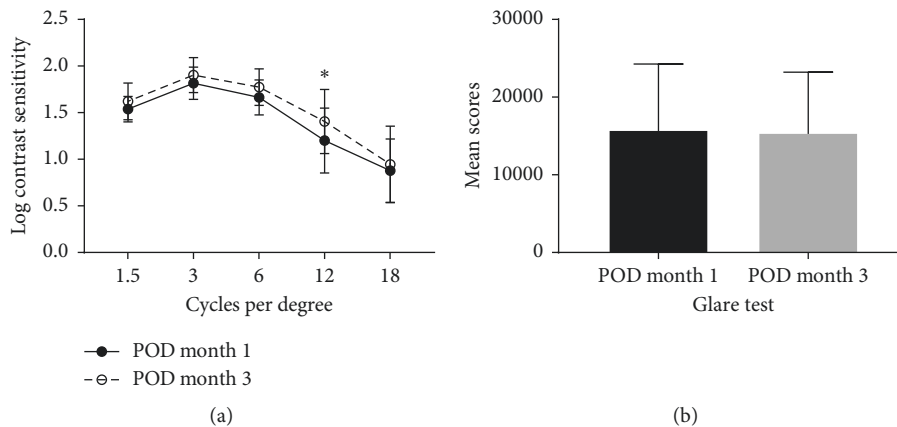 2.5
2.0
1.5
1.0
0.5
0.0
Log contrast sensitivity
*
1.5 3 6 12 18
Cycles per degree
POD month 1
POD month 3
(a)
30000
20000
10000
0
Mean scores
POD month 1 POD month 3
Glare test
(b)